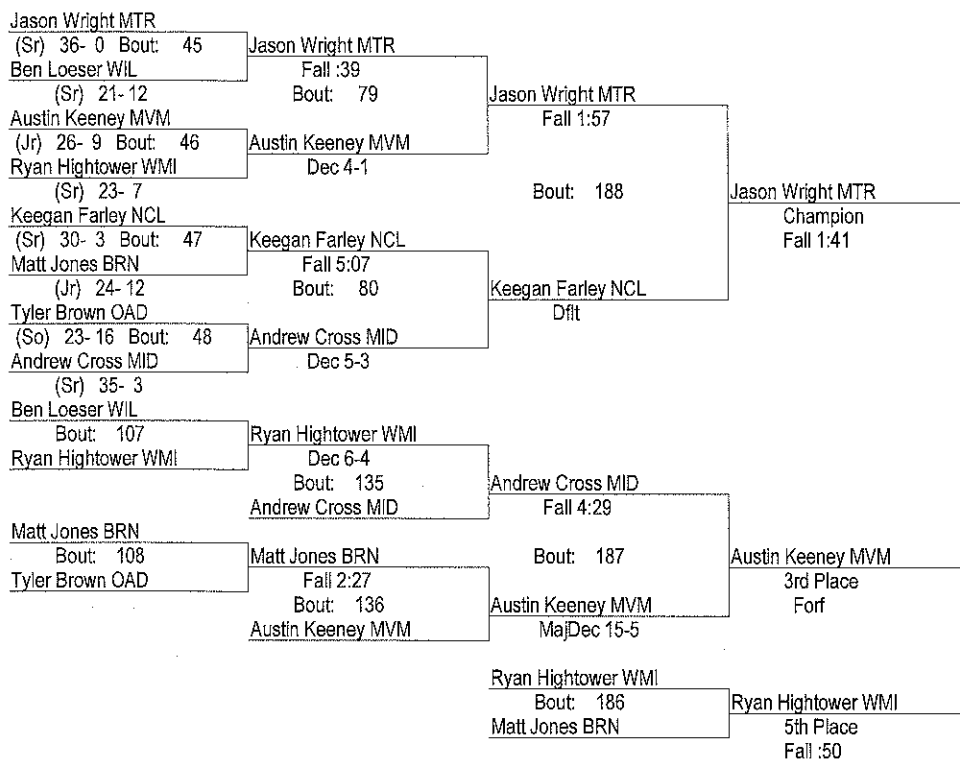 Jason Wright MTR
(Sr) 36- 0 Bout: 45
Ben Loeser WIL
(Sr) 21- 12
Austin Keeney MVM
(Jr) 26- 9 Bout: 46
Ryan Hightower WMI
(Sr) 23- 7
Keegan Farley NCL
(Sr) 30- 3 Bout: 47
Matt Jones BRN
(Jr) 24- 12
Tyler Brown OAD
(So) 23- 16 Bout: 48
Andrew Cross MID
(Sr) 35- 3
Jason Wright MTR
Fall :39
Bout: 79
Austin Keeney MVM
Dec 4-1
Keegan Farley NCL
Fall 5:07
Bout: 80
Andrew Cross MID
Dec 5-3
Jason Wright MTR
Fall 1:57
Bout: 188
Keegan Farley NCL
Dflt
Jason Wright MTR
Champion
Fall 1:41
Ben Loeser WIL
Bout: 107
Ryan Hightower WMI
Matt Jones BRN
Bout: 108
Tyler Brown OAD
Ryan Hightower WMI
Dec 6-4
Bout: 135
Andrew Cross MID
Matt Jones BRN
Fall 2:27
Bout: 136
Austin Keeney MVM
Andrew Cross MID
Fall 4:29
Bout: 187
Austin Keeney MVM
MajDec 15-5
Austin Keeney MVM
3rd Place
Forf
Ryan Hightower WMI
Bout: 186
Matt Jones BRN
Ryan Hightower WMI
5th Place
Fall :50